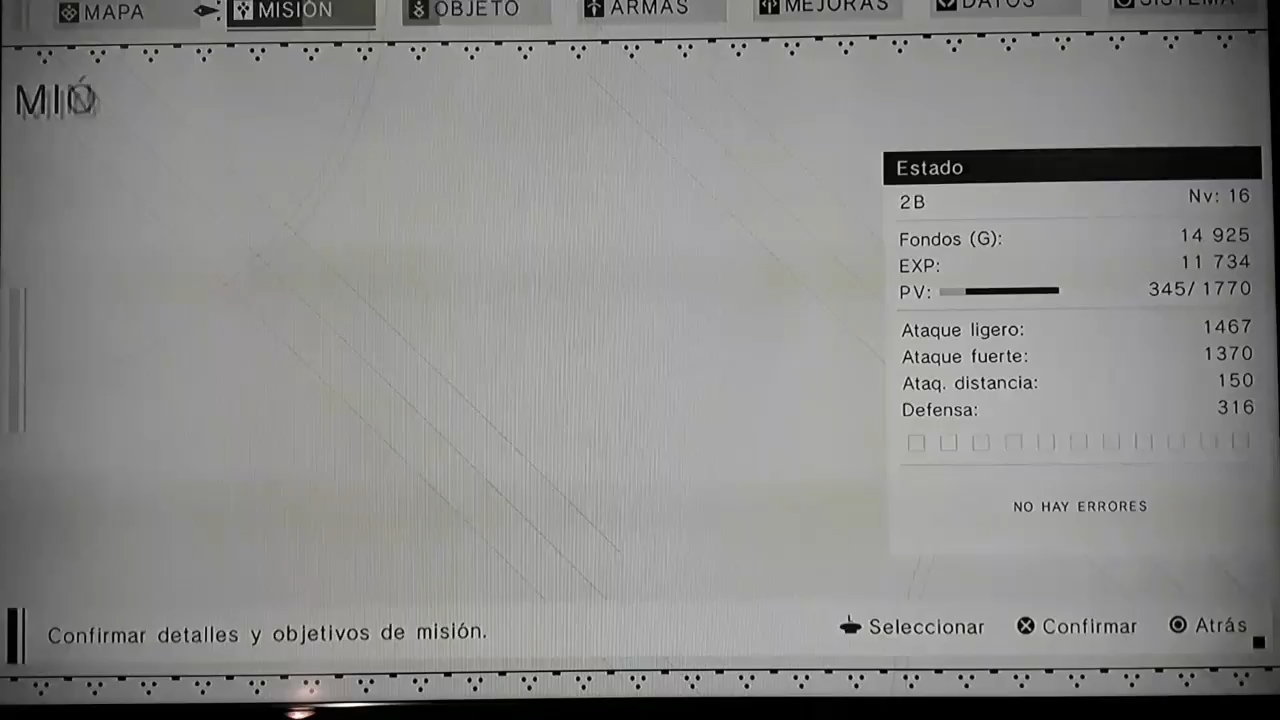 MAPA MISIÓN OBJETO ARMAS MEJORAS DATOS SISTEMA
MIÓ
Estado
2B Nv: 16
Fondos (G): 14 925
EXP: 11 734
PV: 345/ 1770
Ataque ligero: 1467
Ataque fuerte: 1370
Ataq. distancia: 150
Defensa: 316
NO HAY ERRORES
Confirmar detalles y objetivos de misión.
Seleccionar Confirmar Atrás